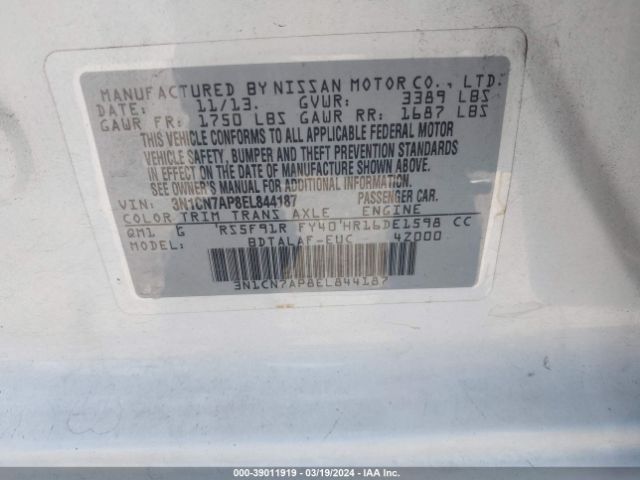 MANUFACTURED BY NISSAN MOTOR CO., LTD.
DATE: 11/13. GVWR: 3389 LBS
GAWR FR: 1750 LBS GAWR RR: 1687 LBS
THIS VEHICLE CONFORMS TO ALL APPLICABLE FEDERAL MOTOR
VEHICLE SAFETY, BUMPER AND THEFT PREVENTION STANDARDS
IN EFFECT ON THE DATE OF MANUFACTURE SHOWN ABOVE.
SEE OWNER'S MANUAL FOR ADDITIONAL INFORMATION.
VIN: 3N1CN7AP8EL844187 PASSENGER CAR.
COLOR TRIM TRANS AXLE ENGINE
QM1 G RS5F91R FY40 HR16DE1598 CC
MODEL: BDTALAF-EUC 4Z000
3N1CN7AP8EL844187
000-39011919 - 03/19/2024 - IAA Inc.